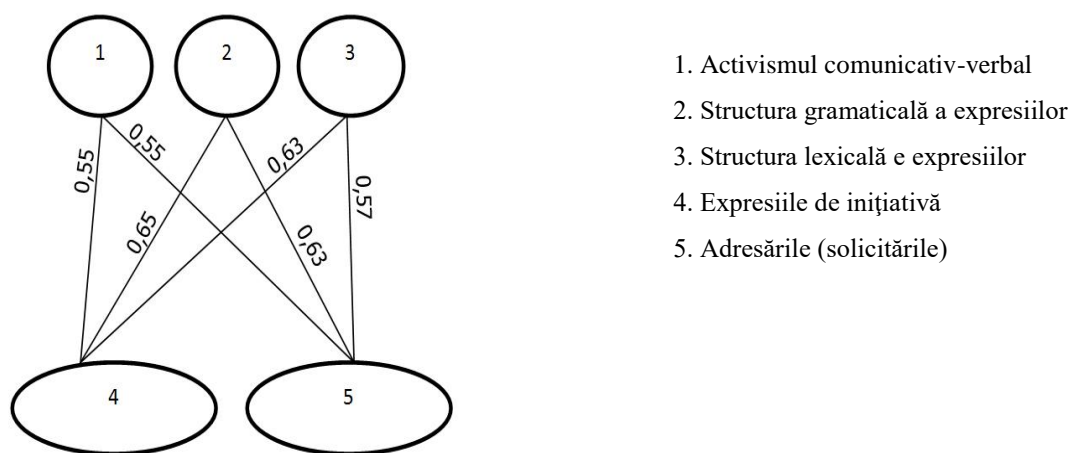 1
2
3
0,55
0,55
0,65
0,63
0,63
0,57
4
5
1. Activismul comunicativ-verbal
2. Structura gramaticală a expresiilor
3. Structura lexicală e expresiilor
4. Expresiile de iniţiativă
5. Adresările (solicitările)